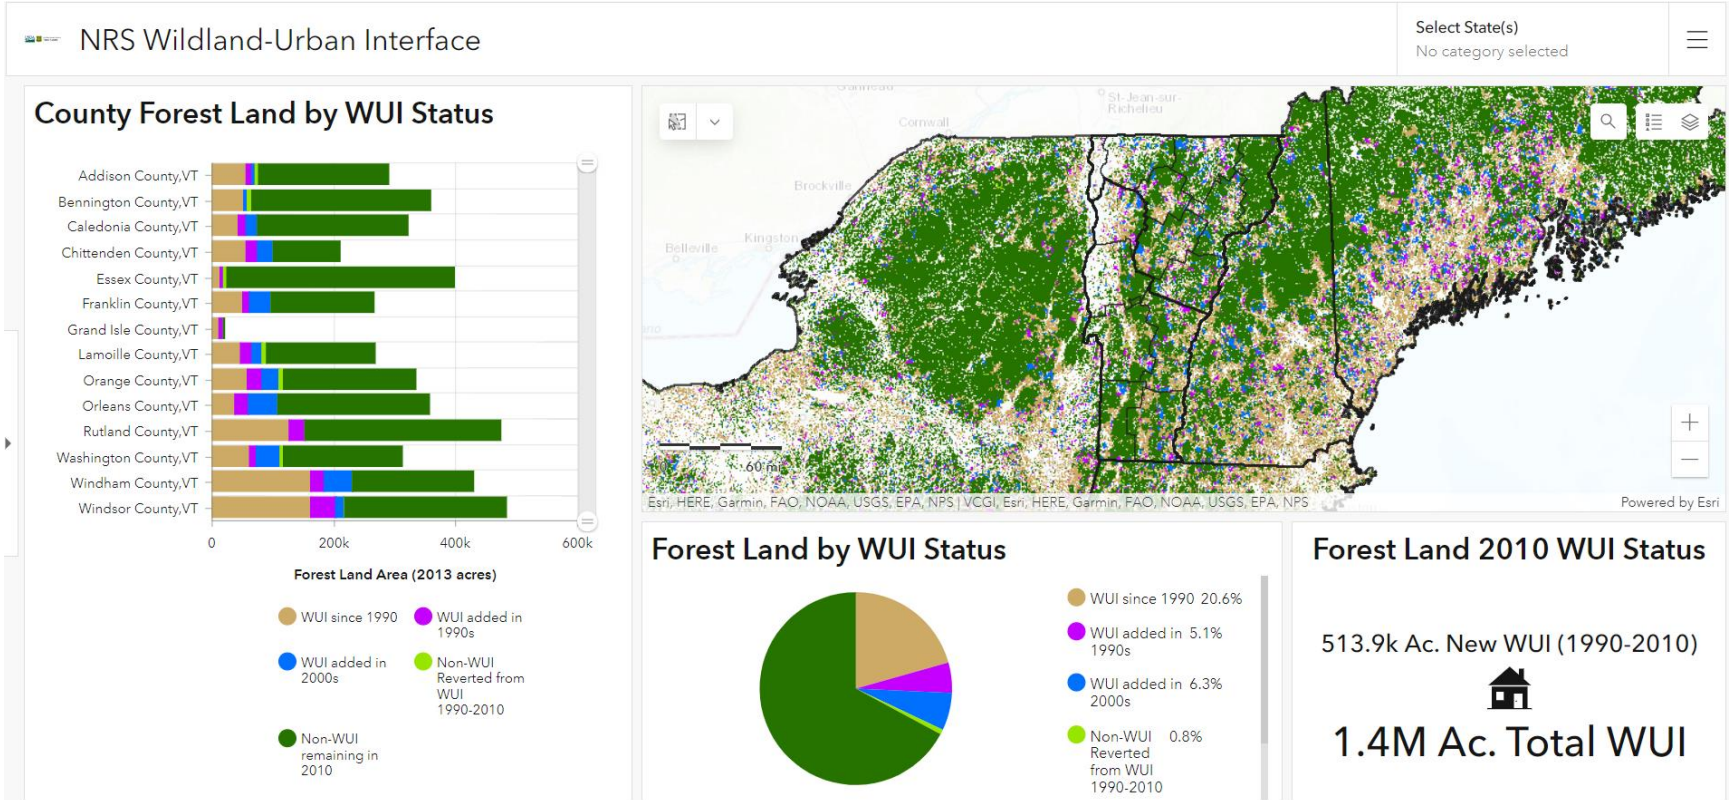 NRS Wildland-Urban Interface
Select State(s)
No category selected
County Forest Land by WUI Status
Addison County,VT
Bennington County,VT
Caledonia County,VT
Chittenden County,VT
Essex County,VT
Franklin County,VT
Grand Isle County,VT
Lamoille County,VT
Orange County,VT
Orleans County,VT
Rutland County,VT
Washington County,VT
Windham County,VT
Windsor County,VT
0
200k
400k
600k
Forest Land Area (2013 acres)
WUI since 1990
WUI added in
1990s
WUI added in
2000s
Non-WUI
Reverted from
WUI
1990-2010
Non-WUI
remaining in
2010
Gananeau
St-Jean-sur-
Richelieu
Cornwall
Brockville
Kingston
Belleville
60 mi
Esri, HERE, Garmin, FAO, NOAA, USGS, EPA, NPS | VCGI, Esri, HERE, Garmin, FAO, NOAA, USGS, EPA, NPS
Powered by Esri
Forest Land by WUI Status
WUI since 1990 20.6%
WUI added in 5.1%
1990s
WUI added in 6.3%
2000s
Non-WUI 0.8%
Reverted
from WUI
1990-2010
Forest Land 2010 WUI Status
513.9k Ac. New WUI (1990-2010)
1.4M Ac. Total WUI